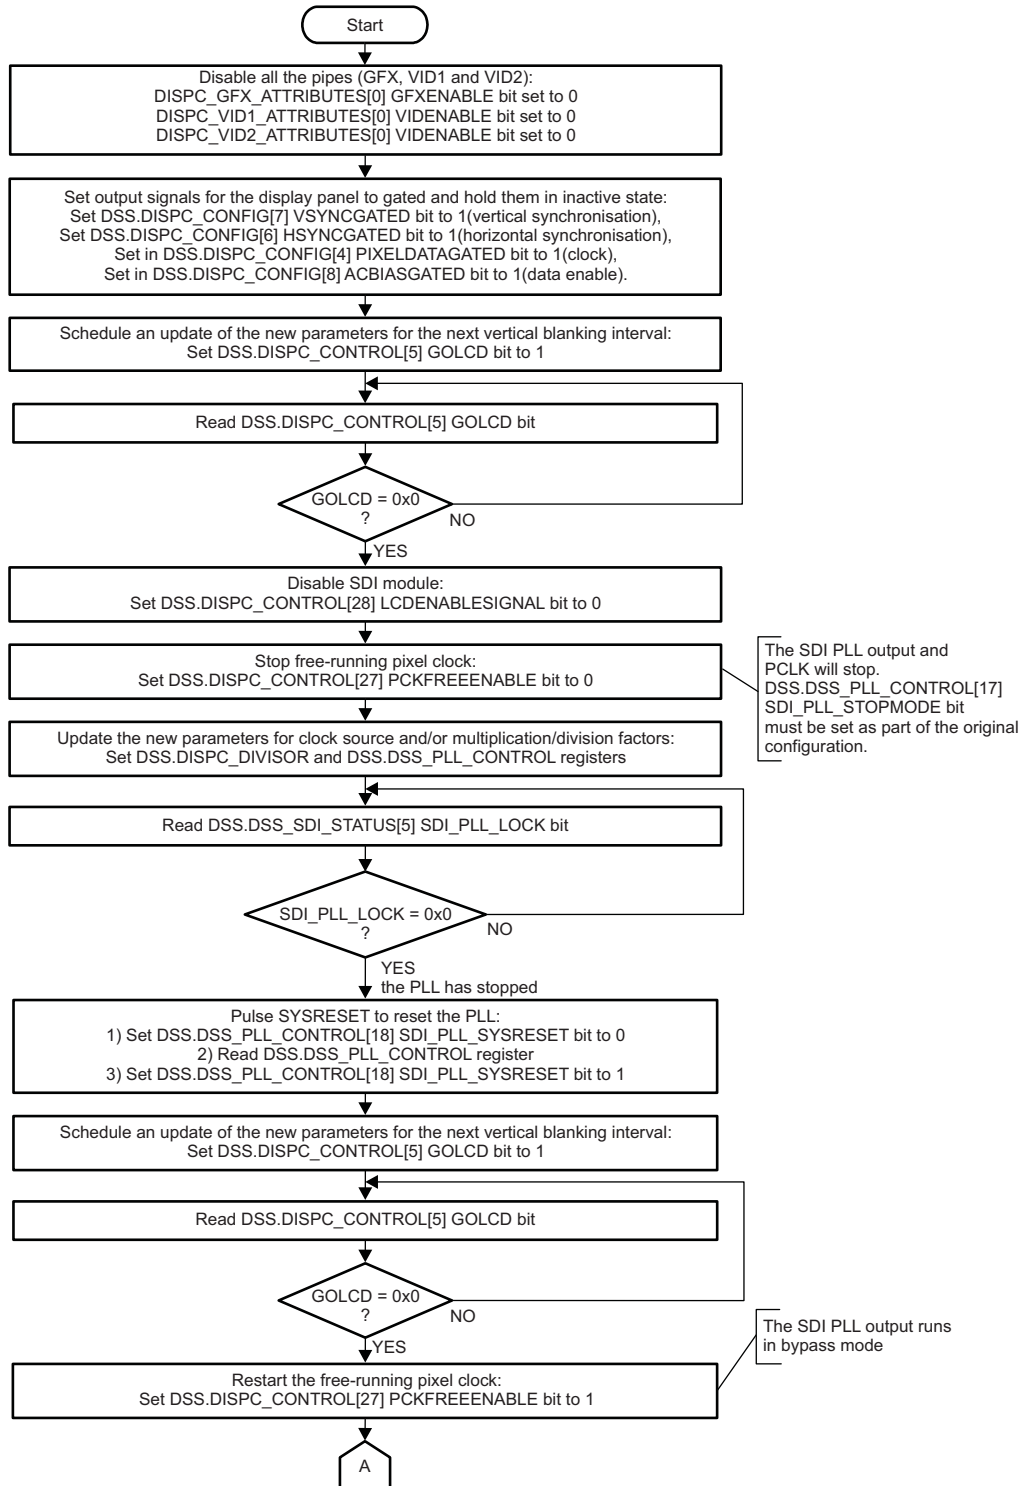 Start
Disable all the pipes (GFX, VID1 and VID2):
DISPC_GFX_ATTRIBUTES[0] GFXENABLE bit set to 0
DISPC_VID1_ATTRIBUTES[0] VIDENABLE bit set to 0
DISPC_VID2_ATTRIBUTES[0] VIDENABLE bit set to 0
Set output signals for the display panel to gated and hold them in inactive state:
Set DSS.DISPC_CONFIG[7] VSYNCGATED bit to 1(vertical synchronisation),
Set DSS.DISPC_CONFIG[6] HSYNCGATED bit to 1(horizontal synchronisation),
Set in DSS.DISPC_CONFIG[4] PIXELDATAGATED bit to 1(clock),
Set in DSS.DISPC_CONFIG[8] ACBIASGATED bit to 1(data enable).
Schedule an update of the new parameters for the next vertical blanking interval:
Set DSS.DISPC_CONTROL[5] GOLCD bit to 1
Read DSS.DISPC_CONTROL[5] GOLCD bit
GOLCD = 0x0
?
NO
YES
Disable SDI module:
Set DSS.DISPC_CONTROL[28] LCDENABLESIGNAL bit to 0
Stop free-running pixel clock:
Set DSS.DISPC_CONTROL[27] PCKFREEENABLE bit to 0
The SDI PLL output and
PCLK will stop.
DSS.DSS_PLL_CONTROL[17]
SDI_PLL_STOPMODE bit
must be set as part of the original
configuration.
Update the new parameters for clock source and/or multiplication/division factors:
Set DSS.DISPC_DIVISOR and DSS.DSS_PLL_CONTROL registers
Read DSS.DSS_SDI_STATUS[5] SDI_PLL_LOCK bit
SDI_PLL_LOCK = 0x0
?
NO
YES
the PLL has stopped
Pulse SYSRESET to reset the PLL:
1) Set DSS.DSS_PLL_CONTROL[18] SDI_PLL_SYSRESET bit to 0
2) Read DSS.DSS_PLL_CONTROL register
3) Set DSS.DSS_PLL_CONTROL[18] SDI_PLL_SYSRESET bit to 1
Schedule an update of the new parameters for the next vertical blanking interval:
Set DSS.DISPC_CONTROL[5] GOLCD bit to 1
Read DSS.DISPC_CONTROL[5] GOLCD bit
GOLCD = 0x0
?
NO
YES
The SDI PLL output runs
in bypass mode
Restart the free-running pixel clock:
Set DSS.DISPC_CONTROL[27] PCKFREEENABLE bit to 1
A